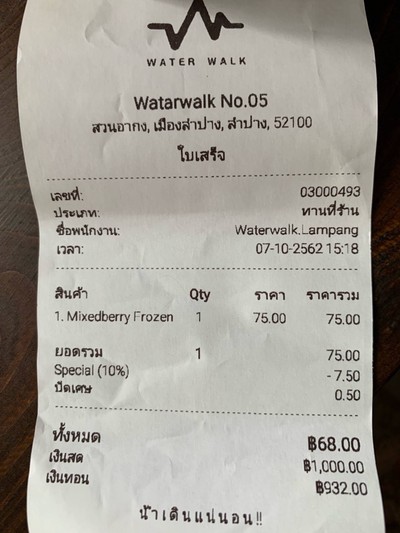 WATER WALK
Watarwalk No.05
สวนอากง, เมืองลำปาง, ลำปาง, 52100
ใบเสร็จ
เลขที่: 03000493
ประเภท: ทานที่ร้าน
ชื่อพนักงาน: Waterwalk.Lampang
เวลา: 07-10-2562 15:18
สินค้า Qty ราคา ราคารวม
1. Mixedberry Frozen 1 75.00 75.00
ยอดรวม 1 75.00
Special (10%) - 7.50
ปัดเศษ 0.50
ทั้งหมด ฿68.00
เงินสด ฿1,000.00
เงินทอน ฿932.00
น้ำเดินแน่นอน!!